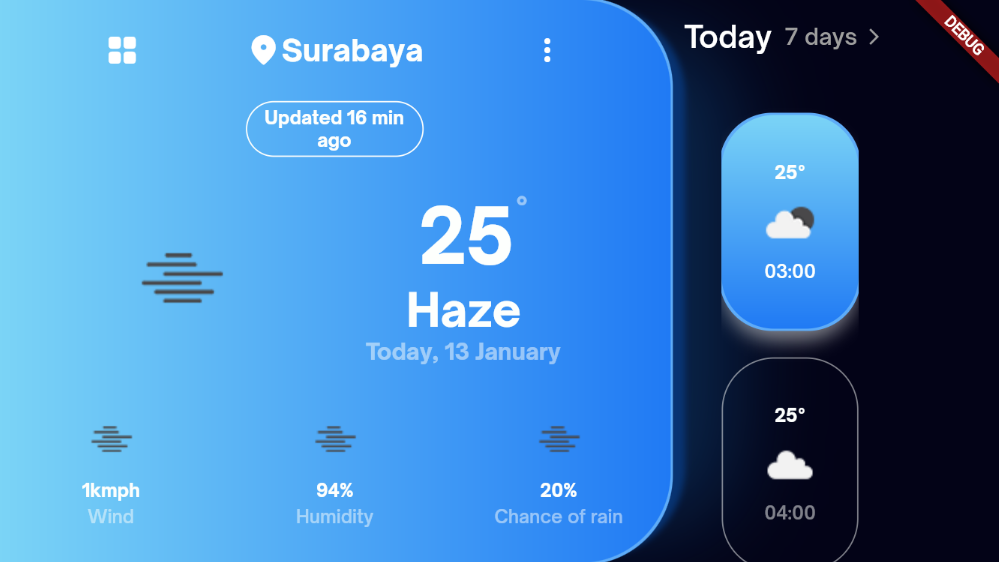 Surabaya
Updated 16 min
ago
25°
Haze
Today, 13 January
1kmph
Wind
94%
Humidity
20%
Chance of rain
Today 7 days
DEBUG
25°
03:00
25°
04:00